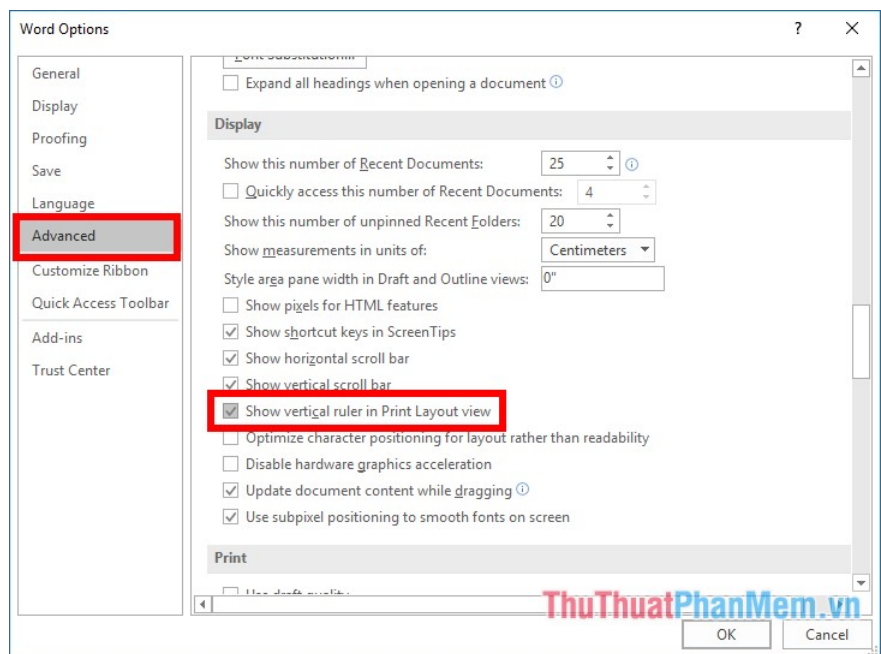 Word Options
?
General
Display
Proofing
Save
Language
Advanced
Customize Ribbon
Quick Access Toolbar
Add-ins
Trust Center
Font Substitution...
Expand all headings when opening a document
Display
Show this number of Recent Documents: 25
Quickly access this number of Recent Documents: 4
Show this number of unpinned Recent Folders: 20
Show measurements in units of: Centimeters
Style area pane width in Draft and Outline views: 0"
Show pixels for HTML features
Show shortcut keys in ScreenTips
Show horizontal scroll bar
Show vertical scroll bar
Show vertical ruler in Print Layout view
Optimize character positioning for layout rather than readability
Disable hardware graphics acceleration
Update document content while dragging
Use subpixel positioning to smooth fonts on screen
Print
Use draft quality
ThuThuatPhanMem.vn
OK Cancel